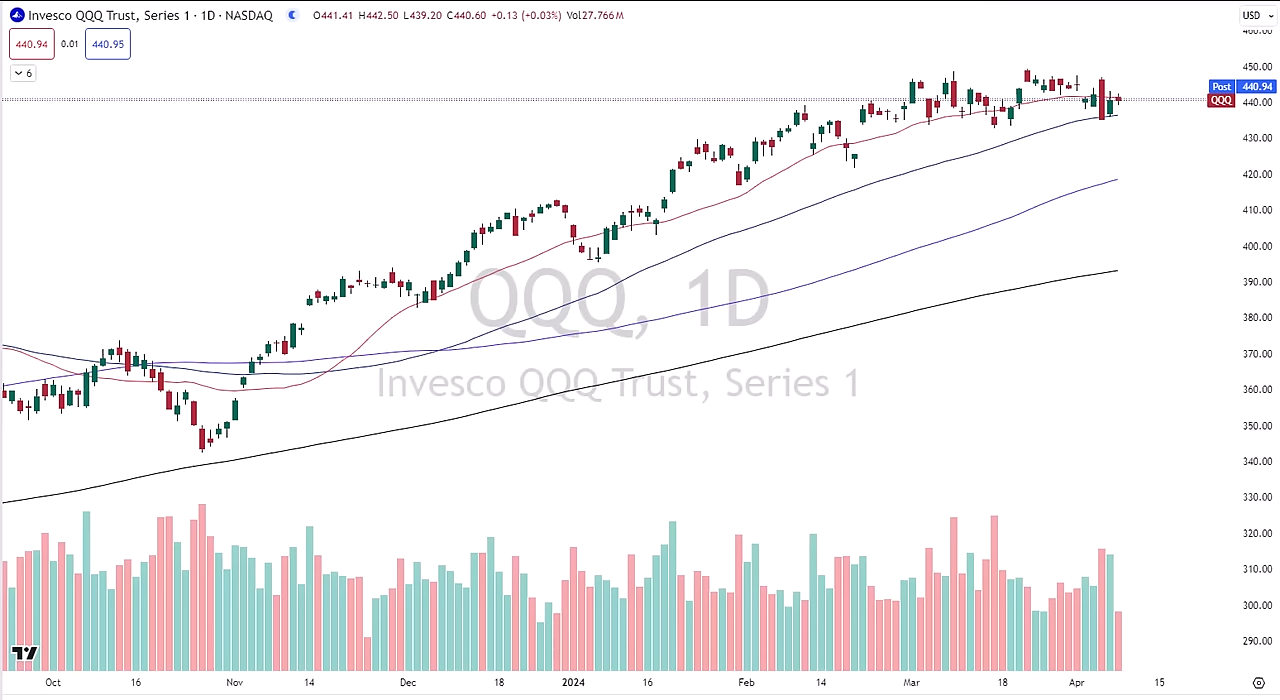 Invesco QQQ Trust, Series 1 · 1D · NASDAQ O441.41 H442.50 L439.20 C440.60 +0.13 (+0.03%) Vol27.766M
USD
440.94 0.01 440.95
6
460.00
450.00
Post 440.94
QQQ
440.00
430.00
420.00
410.00
400.00
390.00
380.00
370.00
360.00
350.00
340.00
330.00
320.00
310.00
300.00
290.00
QQQ, 1D
Invesco QQQ Trust, Series 1
Oct 16 Nov 14 Dec 18 2024 16 Feb 14 Mar 18 Apr 15